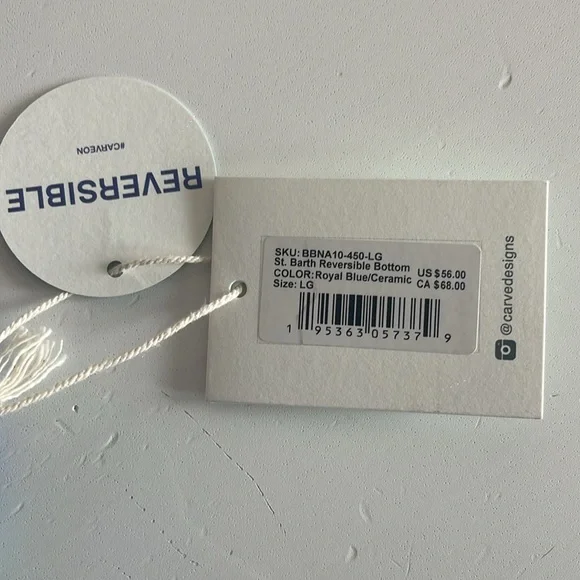 REVERSIBLE
#CARVEON
SKU: BBNA10-450-LG
St. Barth Reversible Bottom US $56.00
COLOR:Royal Blue/Ceramic CA $68.00
Size: LG
1 95363 05737 9
@carvedesigns